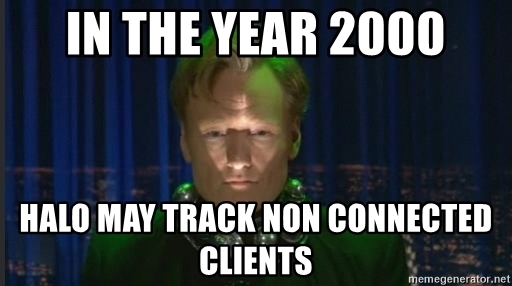 IN THE YEAR 2000
HALO MAY TRACK NON CONNECTED
CLIENTS
memegenerator.net